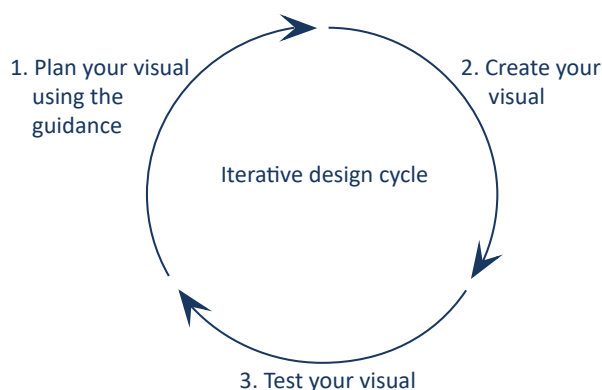 1. Plan your visual
using the
guidance
2. Create your
visual
Iterative design cycle
3. Test your visual